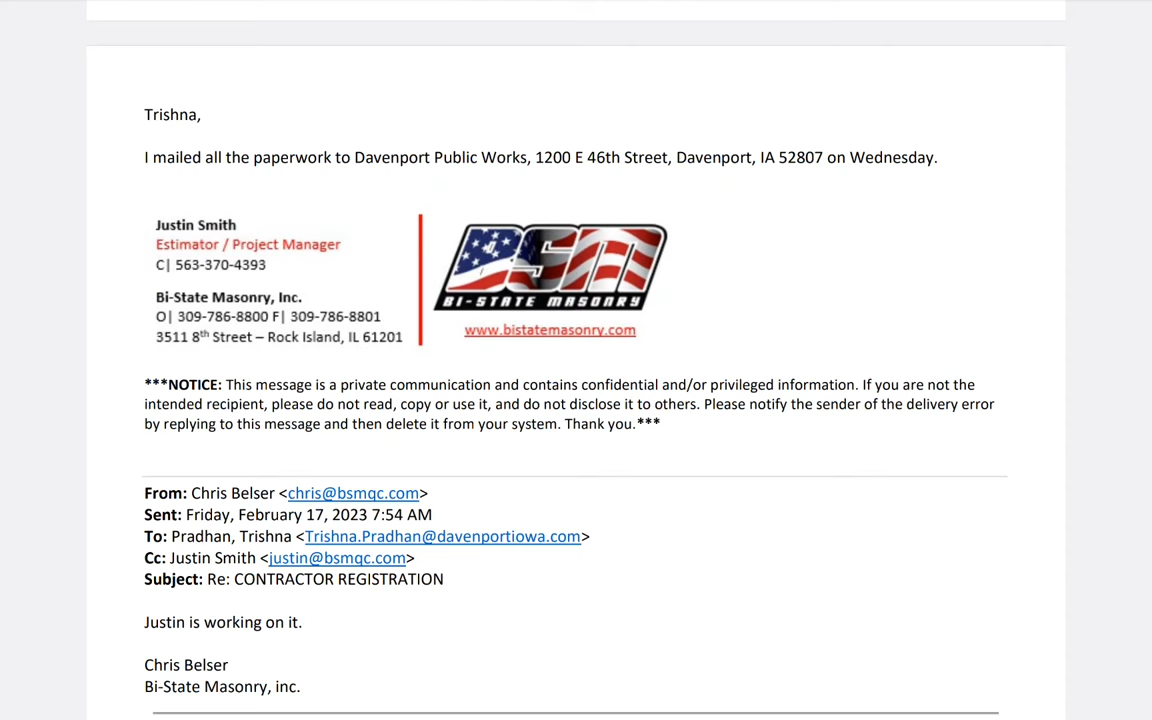 Trishna,
I mailed all the paperwork to Davenport Public Works, 1200 E 46th Street, Davenport, IA 52807 on Wednesday.
Justin Smith
Estimator / Project Manager
C| 563-370-4393
Bi-State Masonry, Inc.
O| 309-786-8800 F| 309-786-8801
3511 8th Street – Rock Island, IL 61201
BSM
BI-STATE MASONRY
www.bistatemasonry.com
***NOTICE: This message is a private communication and contains confidential and/or privileged information. If you are not the
intended recipient, please do not read, copy or use it, and do not disclose it to others. Please notify the sender of the delivery error
by replying to this message and then delete it from your system. Thank you.***
From: Chris Belser <chris@bsmqc.com>
Sent: Friday, February 17, 2023 7:54 AM
To: Pradhan, Trishna <Trishna.Pradhan@davenportiowa.com>
Cc: Justin Smith <justin@bsmqc.com>
Subject: Re: CONTRACTOR REGISTRATION
Justin is working on it.
Chris Belser
Bi-State Masonry, inc.